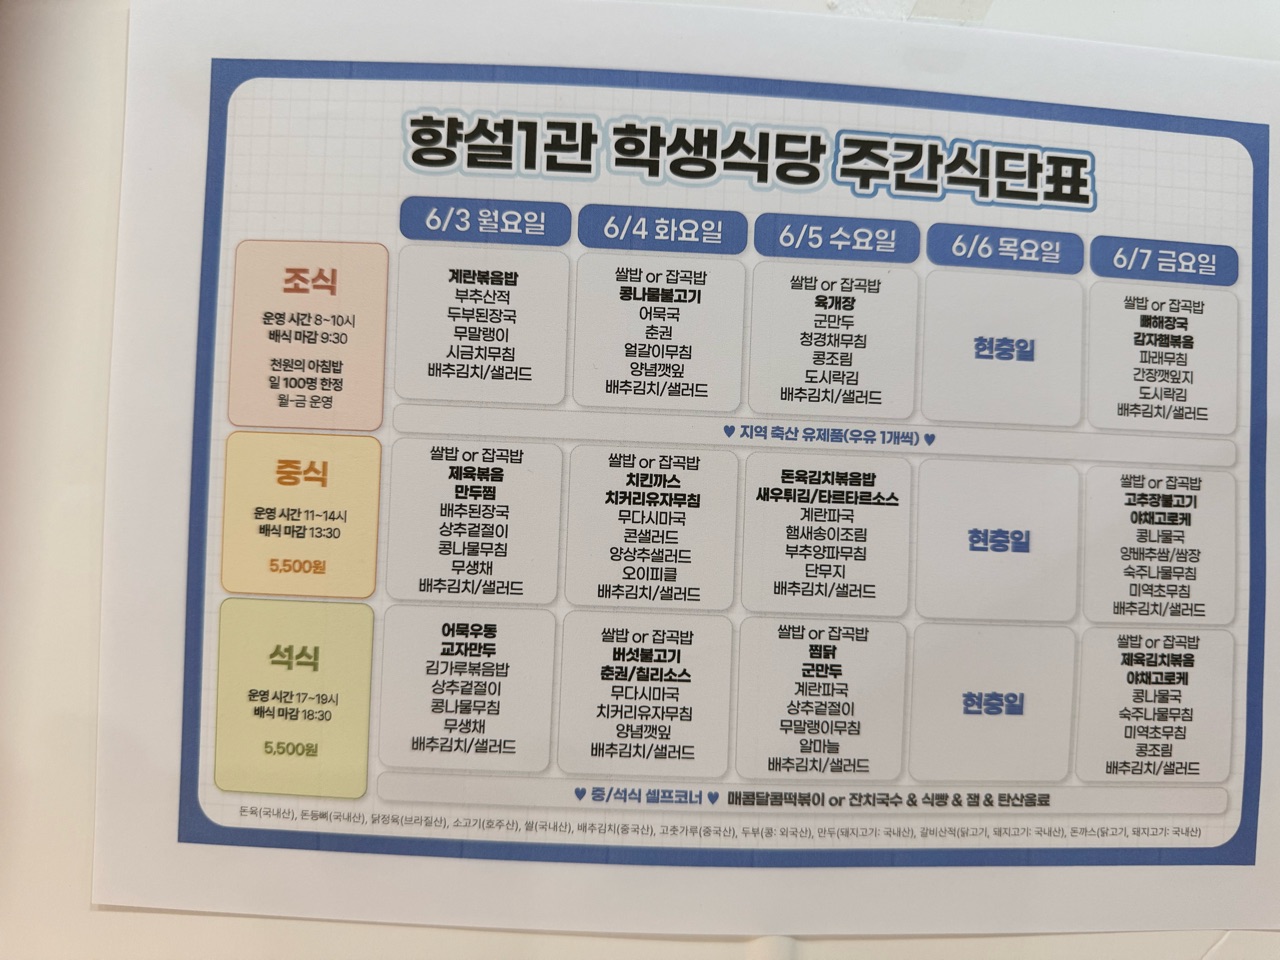 향설1관 학생식당 주간식단표
6/3 월요일
6/4 화요일
6/5 수요일
6/6 목요일
6/7 금요일
조식
운영 시간 8~10시
배식 마감 9:30
천원의 아침밥
일 100명 한정
월-금 운영
계란볶음밥
부추산적
두부된장국
무말랭이
시금치무침
배추김치/샐러드
쌀밥 or 잡곡밥
콩나물불고기
어묵국
춘권
얼갈이무침
양념깻잎
배추김치/샐러드
쌀밥 or 잡곡밥
육개장
군만두
청경채무침
콩조림
도시락김
배추김치/샐러드
현충일
쌀밥 or 잡곡밥
뼈해장국
감자햄볶음
파래무침
간장깻잎지
도시락김
배추김치/샐러드
♥ 지역 축산 유제품(우유 1개씩) ♥
중식
운영 시간 11~14시
배식 마감 13:30
5,500원
쌀밥 or 잡곡밥
제육볶음
만두찜
배추된장국
상추겉절이
콩나물무침
무생채
배추김치/샐러드
쌀밥 or 잡곡밥
치킨까스
치커리유자무침
무다시마국
콘샐러드
양상추샐러드
오이피클
배추김치/샐러드
돈육김치볶음밥
새우튀김/타르타르소스
계란파국
햄새송이조림
부추양파무침
단무지
배추김치/샐러드
현충일
쌀밥 or 잡곡밥
고추장불고기
야채고로케
콩나물국
양배추쌈/쌈장
숙주나물무침
미역초무침
배추김치/샐러드
석식
운영 시간 17~19시
배식 마감 18:30
5,500원
어묵우동
교자만두
김가루볶음밥
상추겉절이
콩나물무침
무생채
배추김치/샐러드
쌀밥 or 잡곡밥
버섯불고기
춘권/칠리소스
무다시마국
치커리유자무침
양념깻잎
배추김치/샐러드
쌀밥 or 잡곡밥
찜닭
군만두
계란파국
상추겉절이
무말랭이무침
알마늘
배추김치/샐러드
현충일
쌀밥 or 잡곡밥
제육김치볶음
야채고로케
콩나물국
숙주나물무침
미역초무침
콩조림
배추김치/샐러드
♥ 중/석식 셀프코너 ♥ 매콤달콤떡볶이 or 잔치국수 & 식빵 & 잼 & 탄산음료
돈육(국내산), 돈등뼈(국내산), 닭정육(브라질산), 소고기(호주산), 쌀(국내산), 배추김치(중국산), 고춧가루(중국산), 두부(콩: 외국산), 만두(돼지고기: 국내산), 갈비산적(닭고기, 돼지고기: 국내산), 돈까스(닭고기, 돼지고기: 국내산)